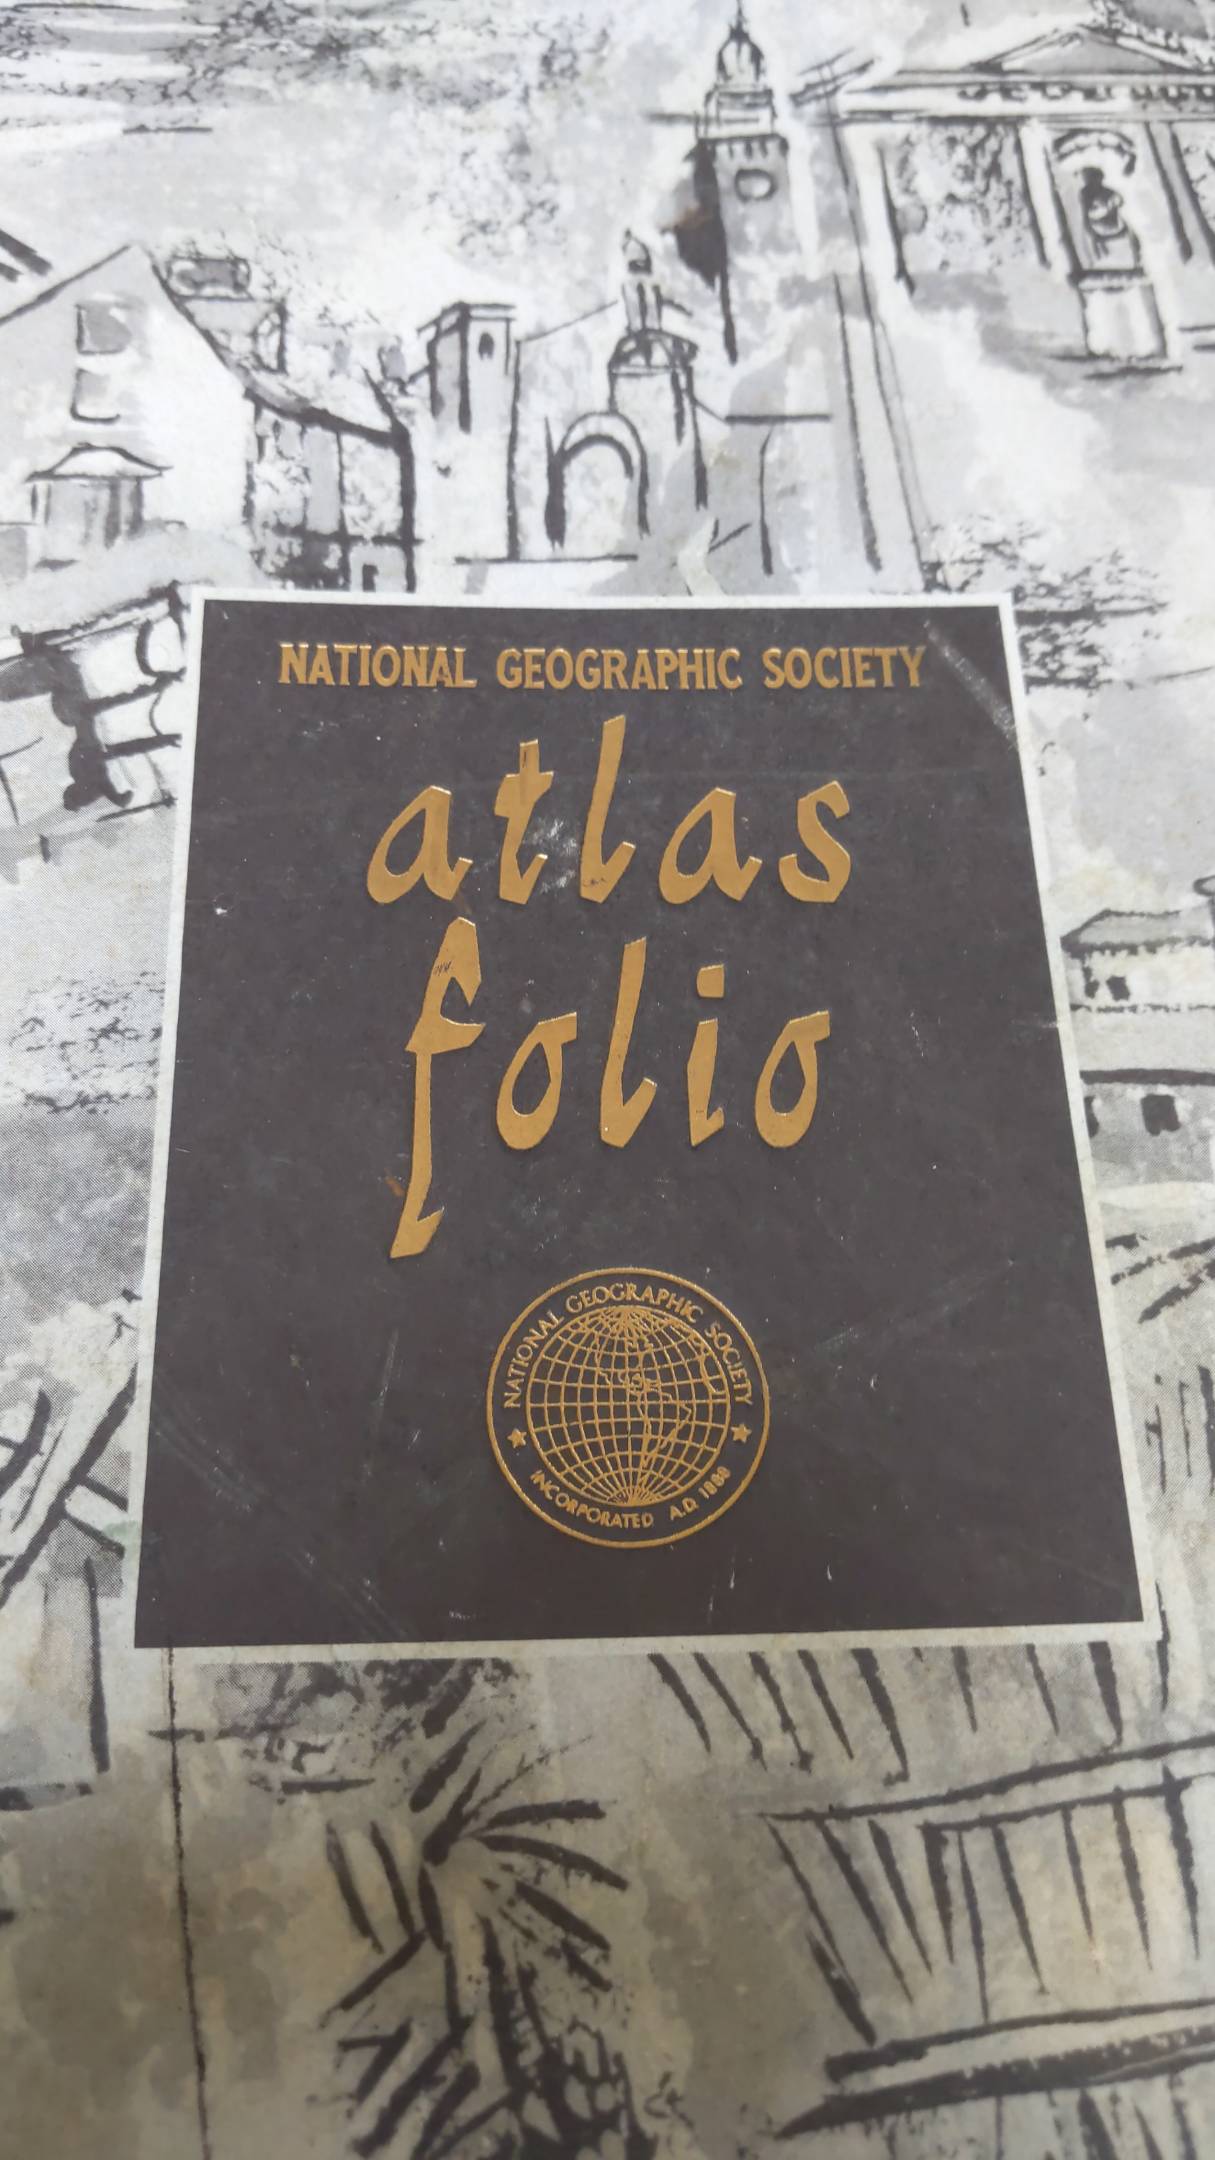 NATIONAL GEOGRAPHIC SOCIETY
atlas
folio
NATIONAL GEOGRAPHIC SOCIETY
INCORPORATED A.D. 1888